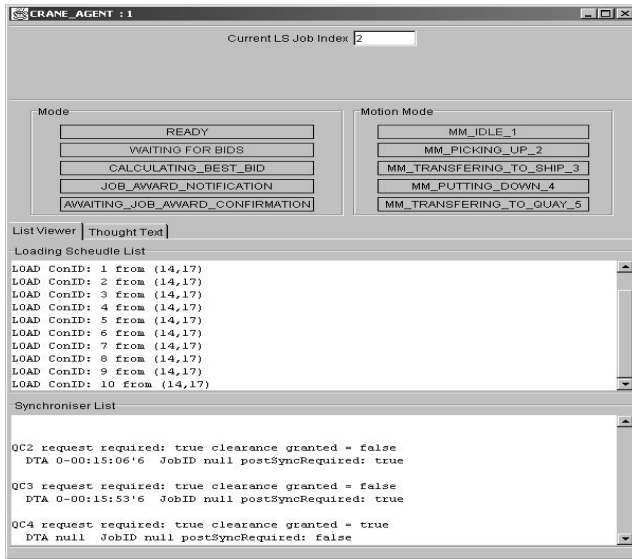 CRANE_AGENT : 1
Current LS Job Index 2
Mode
READY
WAITING FOR BIDS
CALCULATING_BEST_BID
JOB_AWARD_NOTIFICATION
AWAITING_JOB_AWARD_CONFIRMATION
Motion Mode
MM_IDLE_1
MM_PICKING_UP_2
MM_TRANSFERING_TO_SHIP_3
MM_PUTTING_DOWN_4
MM_TRANSFERING_TO_QUAY_5
List Viewer Thought Text
Loading Scheudle List
LOAD ConID: 1 from (14,17)
LOAD ConID: 2 from (14,17)
LOAD ConID: 3 from (14,17)
LOAD ConID: 4 from (14,17)
LOAD ConID: 5 from (14,17)
LOAD ConID: 6 from (14,17)
LOAD ConID: 7 from (14,17)
LOAD ConID: 8 from (14,17)
LOAD ConID: 9 from (14,17)
LOAD ConID: 10 from (14,17)
Synchroniser List
QC2 request required: true clearance granted = false
DTA 0-00:15:06'6 JobID null postSyncRequired: true
QC3 request required: true clearance granted = false
DTA 0-00:15:53'6 JobID null postSyncRequired: true
QC4 request required: true clearance granted = true
DTA null JobID null postSyncRequired: false